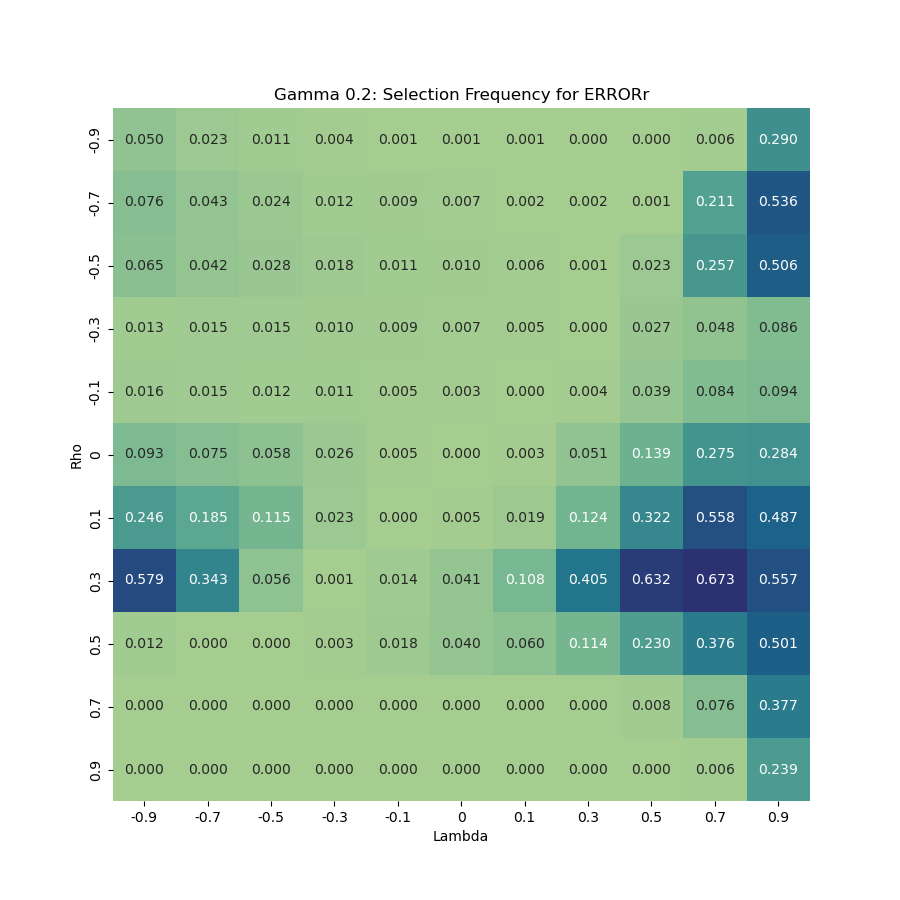 Gamma 0.2: Selection Frequency for ERRORr
-0.9 0.050 0.023 0.011 0.004 0.001 0.001 0.001 0.000 0.000 0.006 0.290
-0.7 0.076 0.043 0.024 0.012 0.009 0.007 0.002 0.002 0.001 0.211 0.536
-0.5 0.065 0.042 0.028 0.018 0.011 0.010 0.006 0.001 0.023 0.257 0.506
-0.3 0.013 0.015 0.015 0.010 0.009 0.007 0.005 0.000 0.027 0.048 0.086
-0.1 0.016 0.015 0.012 0.011 0.005 0.003 0.000 0.004 0.039 0.084 0.094
Rho
0 0.093 0.075 0.058 0.026 0.005 0.000 0.003 0.051 0.139 0.275 0.284
0.1 0.246 0.185 0.115 0.023 0.000 0.005 0.019 0.124 0.322 0.558 0.487
0.3 0.579 0.343 0.056 0.001 0.014 0.041 0.108 0.405 0.632 0.673 0.557
0.5 0.012 0.000 0.000 0.003 0.018 0.040 0.060 0.114 0.230 0.376 0.501
0.7 0.000 0.000 0.000 0.000 0.000 0.000 0.000 0.000 0.008 0.076 0.377
0.9 0.000 0.000 0.000 0.000 0.000 0.000 0.000 0.000 0.000 0.006 0.239
-0.9 -0.7 -0.5 -0.3 -0.1 0 0.1 0.3 0.5 0.7 0.9
Lambda